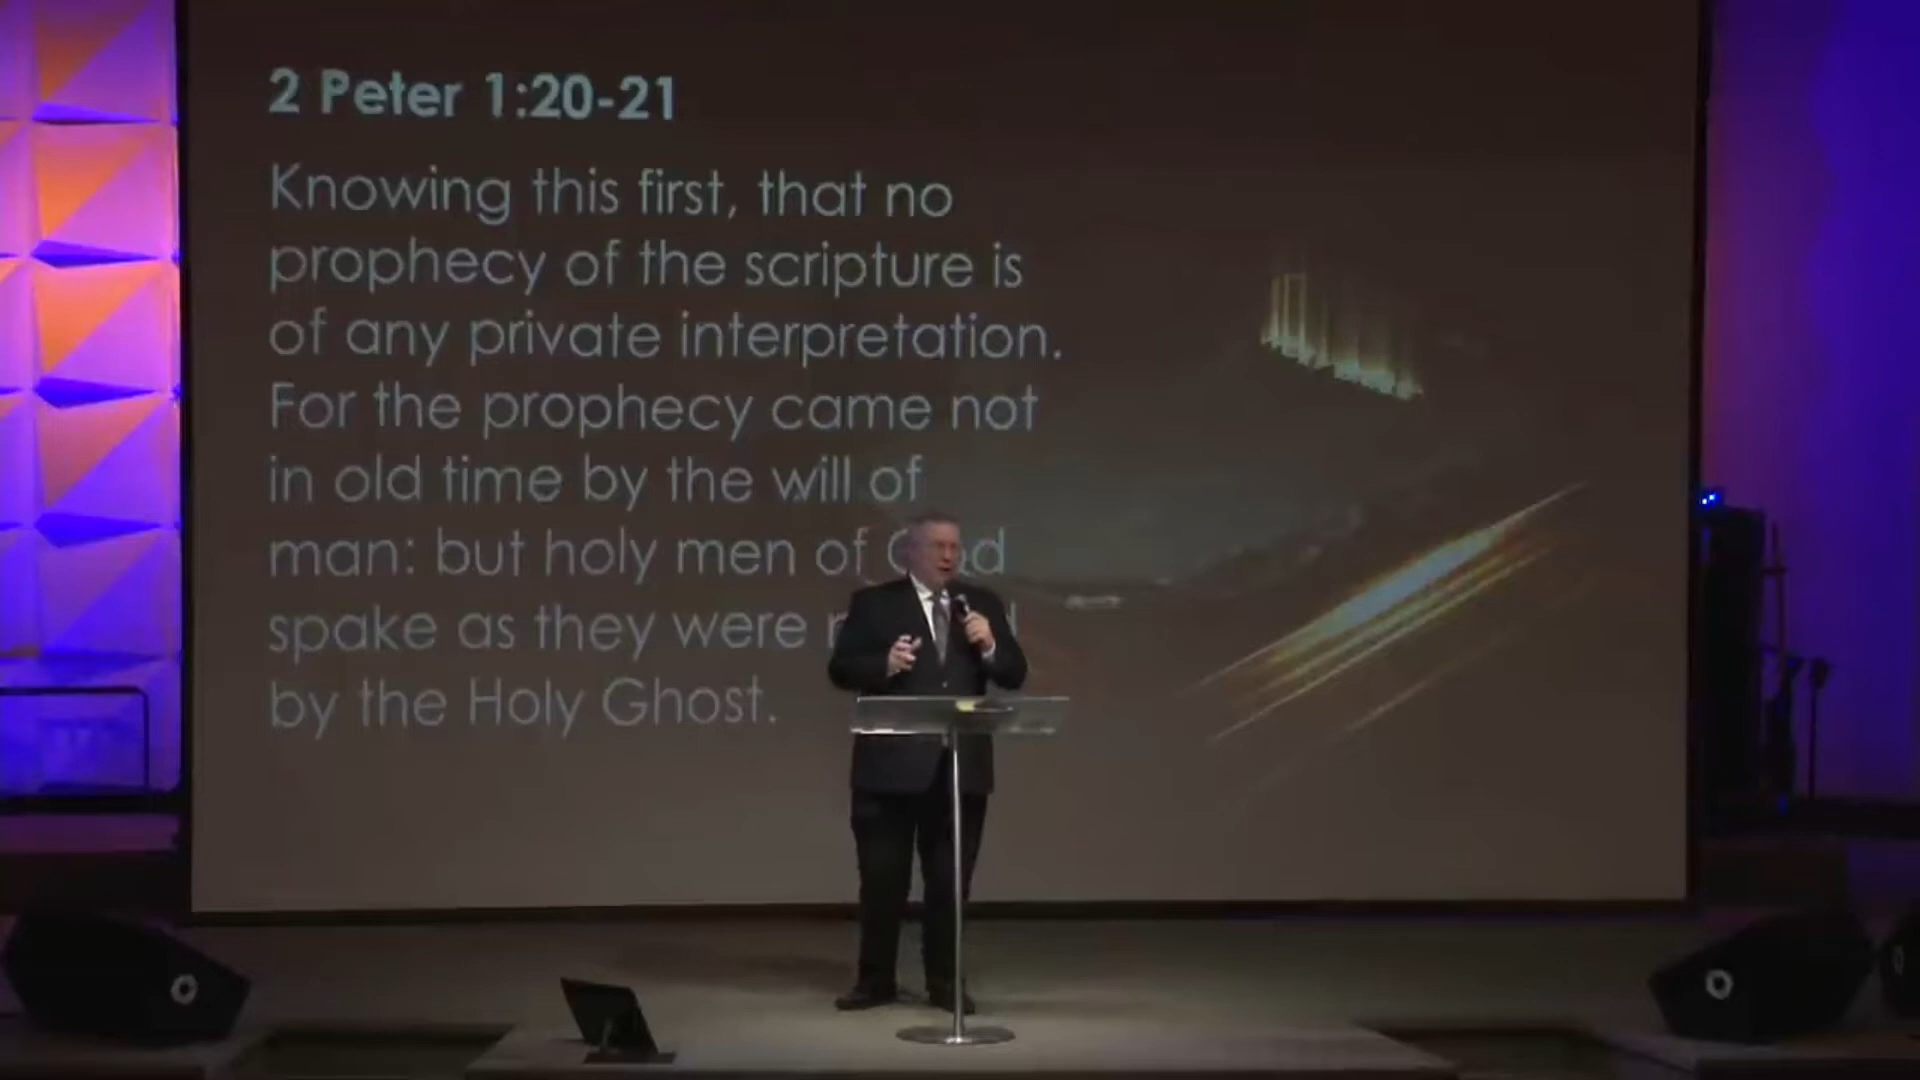 2 Peter 1:20-21
Knowing this first, that no
prophecy of the scripture is
of any private interpretation.
For the prophecy came not
in old time by the will of
man: but holy men of God
spake as they were
by the Holy Ghost.